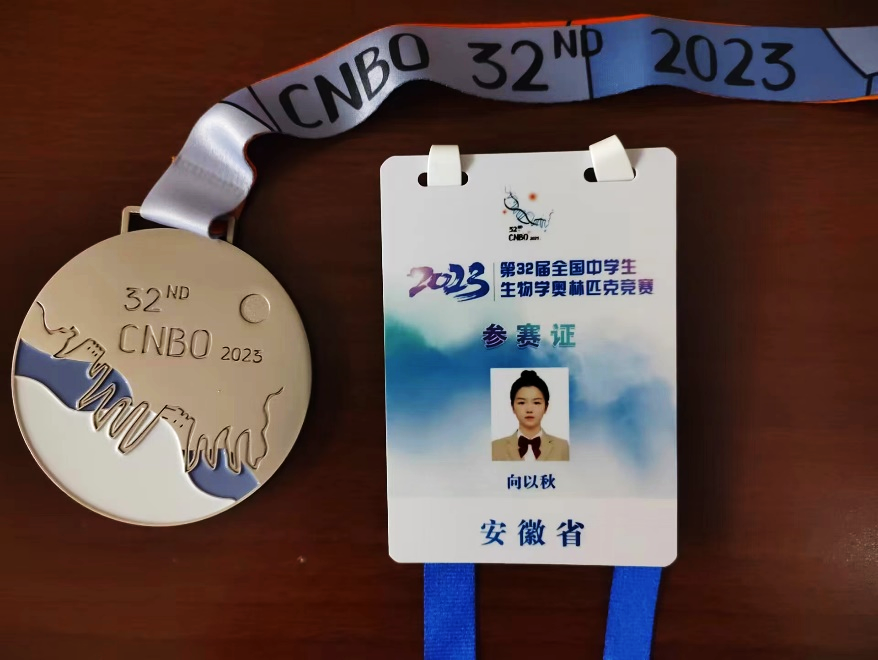 CNBO 32ND 2023
32ND
CNBO 2023
32ND
CNBO 2023
2023 第32届全国中学生
生物学奥林匹克竞赛
参赛证
向以秋
安徽省